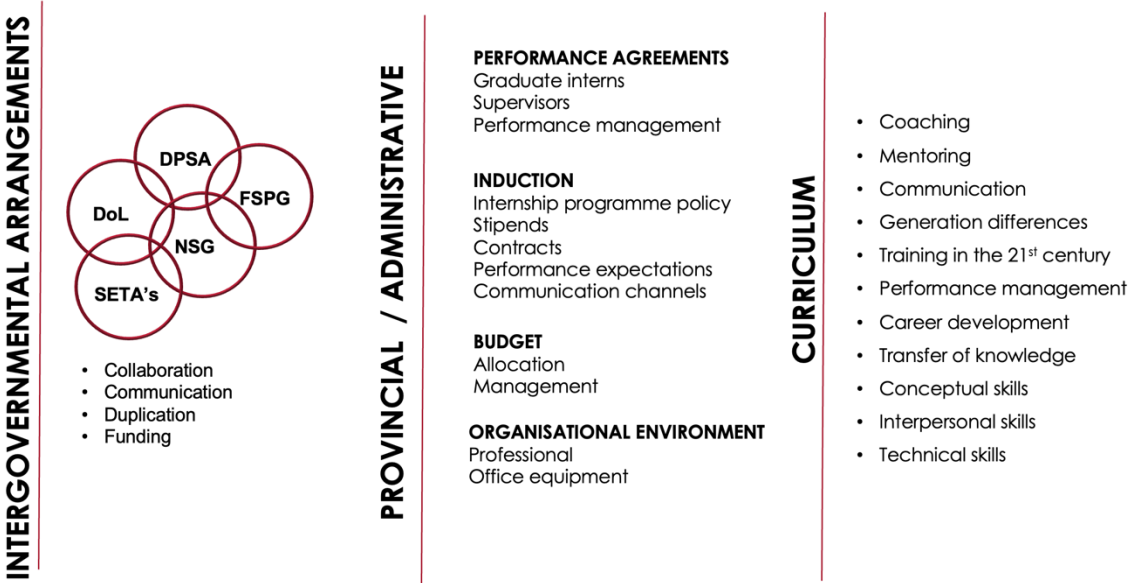 INTERGOVERNMENTAL ARRANGEMENTS
DPSA
FSPG
DoL
NSG
SETA's
• Collaboration
• Communication
• Duplication
• Funding
PROVINCIAL / ADMINISTRATIVE
PERFORMANCE AGREEMENTS
Graduate interns
Supervisors
Performance management
INDUCTION
Internship programme policy
Stipends
Contracts
Performance expectations
Communication channels
BUDGET
Allocation
Management
ORGANISATIONAL ENVIRONMENT
Professional
Office equipment
CURRICULUM
• Coaching
• Mentoring
• Communication
• Generation differences
• Training in the 21st century
• Performance management
• Career development
• Transfer of knowledge
• Conceptual skills
• Interpersonal skills
• Technical skills